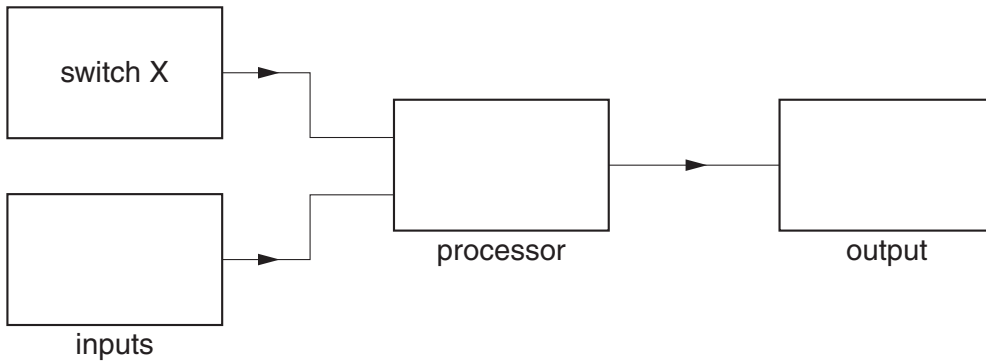 switch X
processor
output
inputs